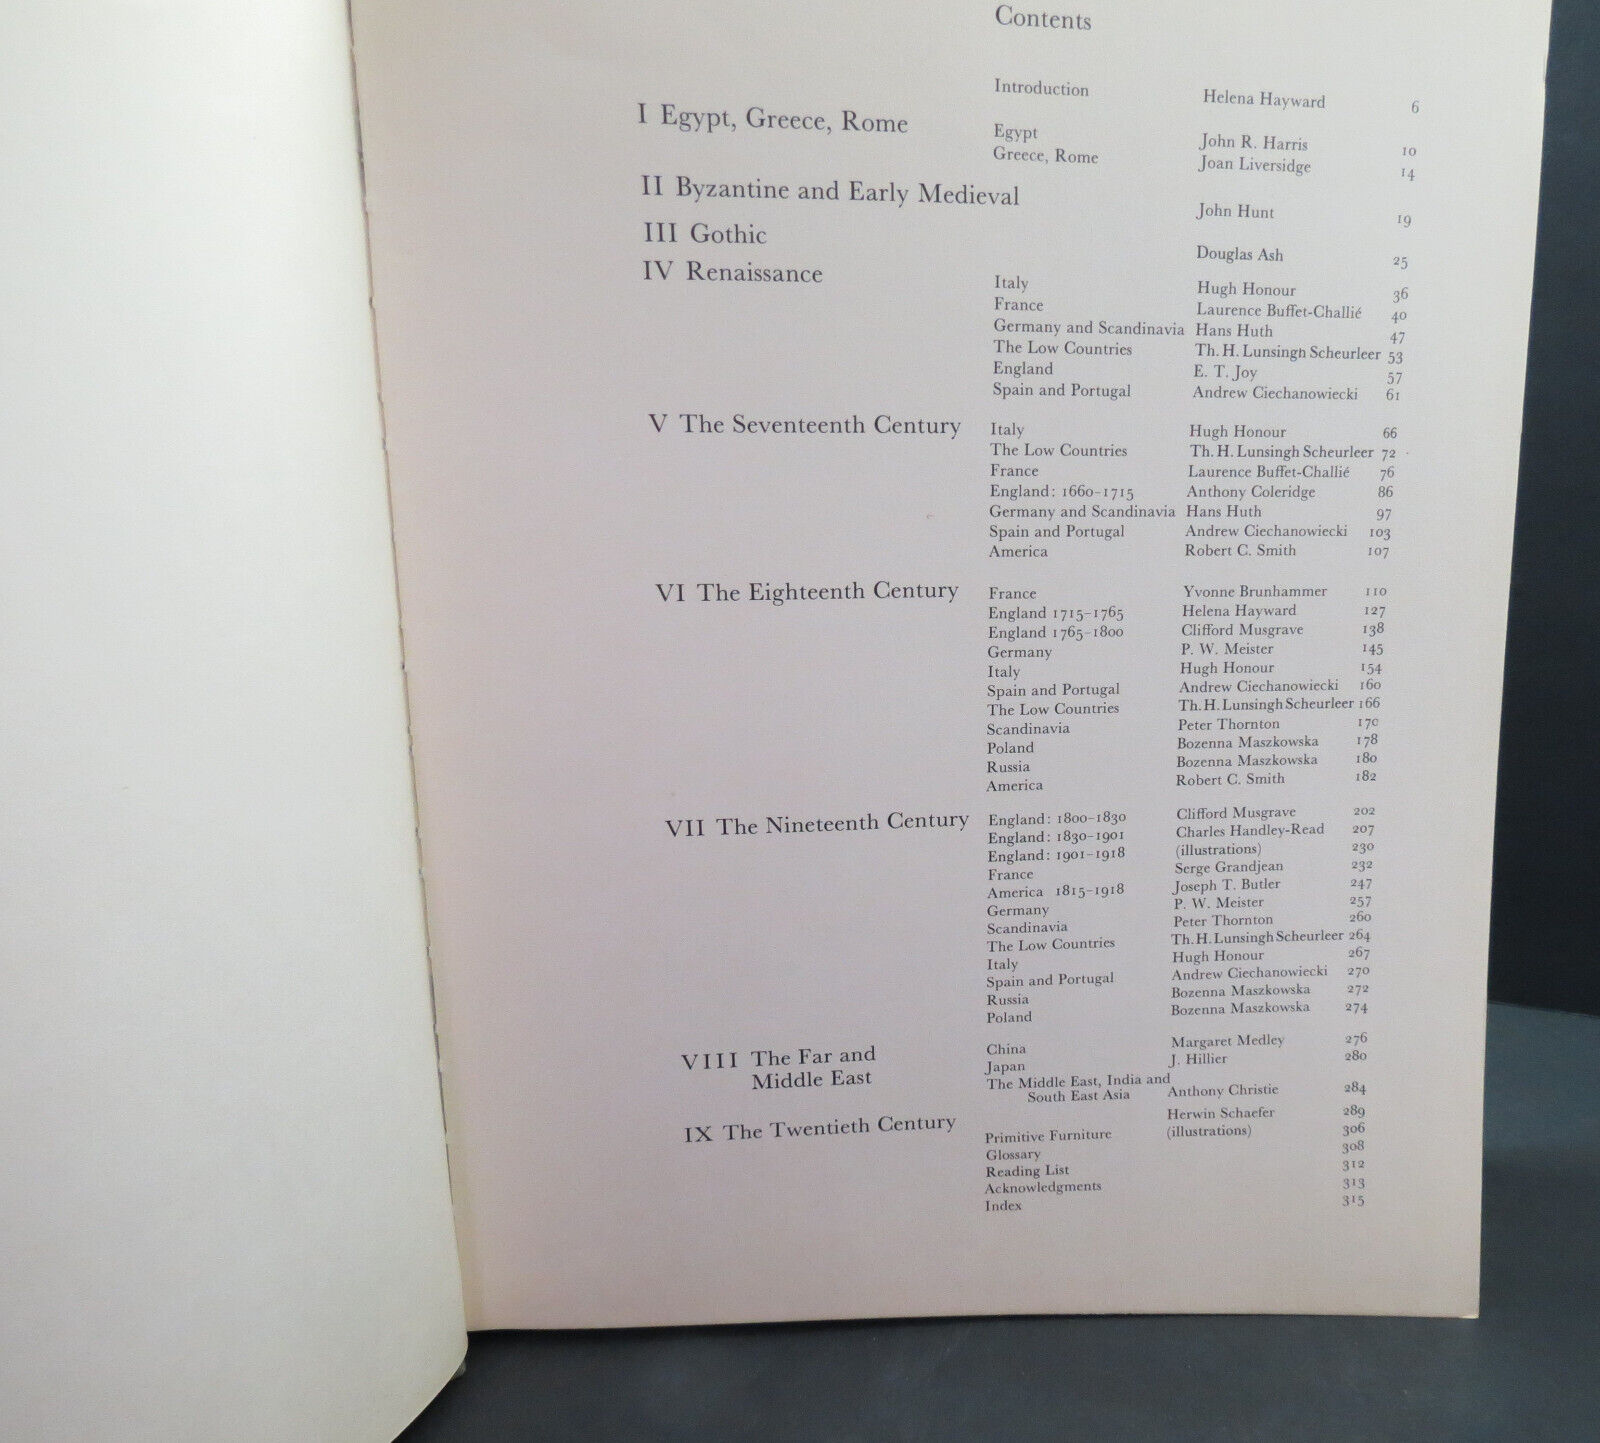 Contents
Introduction Helena Hayward 6
I Egypt, Greece, Rome
Egypt John R. Harris 10
Greece, Rome Joan Liversidge 14
II Byzantine and Early Medieval
John Hunt 19
III Gothic
Douglas Ash 25
IV Renaissance
Italy Hugh Honour 36
France Laurence Buffet-Challié 40
Germany and Scandinavia Hans Huth 47
The Low Countries Th. H. Lunsingh Scheurleer 53
England E. T. Joy 57
Spain and Portugal Andrew Ciechanowiecki 61
V The Seventeenth Century Italy Hugh Honour 66
The Low Countries Th. H. Lunsingh Scheurleer 72
France Laurence Buffet-Challié 76
England: 1660–1715 Anthony Coleridge 86
Germany and Scandinavia Hans Huth 97
Spain and Portugal Andrew Ciechanowiecki 103
America Robert C. Smith 107
VI The Eighteenth Century France Yvonne Brunhammer 110
England 1715–1765 Helena Hayward 127
England 1765–1800 Clifford Musgrave 138
Germany P. W. Meister 145
Italy Hugh Honour 154
Spain and Portugal Andrew Ciechanowiecki 160
The Low Countries Th. H. Lunsingh Scheurleer 166
Scandinavia Peter Thornton 170
Poland Bozenna Maszkowska 178
Russia Bozenna Maszkowska 180
America Robert C. Smith 182
VII The Nineteenth Century England: 1800–1830 Clifford Musgrave 202
England: 1830–1901 Charles Handley-Read 207
England: 1901–1918 (illustrations) 230
France Serge Grandjean 232
America 1815–1918 Joseph T. Butler 247
Germany P. W. Meister 257
Scandinavia Peter Thornton 260
The Low Countries Th. H. Lunsingh Scheurleer 264
Italy Hugh Honour 267
Spain and Portugal Andrew Ciechanowiecki 270
Russia Bozenna Maszkowska 272
Poland Bozenna Maszkowska 274
VIII The Far and China Margaret Medley 276
Middle East Japan J. Hillier 280
The Middle East, India and
South East Asia Anthony Christie 284
IX The Twentieth Century Herwin Schaefer 289
Primitive Furniture (illustrations) 306
Glossary 308
Reading List 312
Acknowledgments 313
Index 315